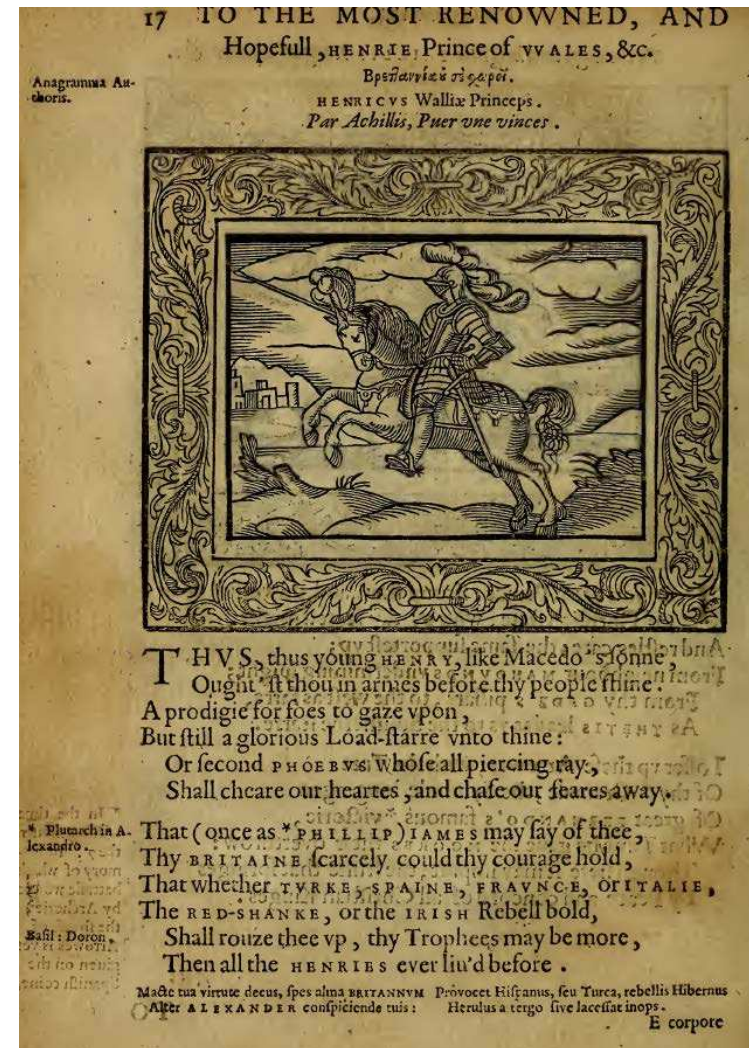 17 TO THE MOST RENOWNED, AND
Hopefull, HENRIE, Prince of VVALES, &c.
Anagramma Au-
thoris.
HENRICVS Walliæ Princeps.
Par Achillis, Puer vne vinces.
THVS, thus young HENRY, like Macedo's ſonne,
Ought'ſt thou in armes before thy people ſhine.
A prodigie for foes to gaze vpon,
But ſtill a glorious Load-ſtarre vnto thine:
Or ſecond PHOEBVS whoſe all piercing ray,
Shall cheare our heartes, and chaſe our feares away.
* Plutarch in A-
lexandro.
That (once as *PHILLIP) IAMES may ſay of thee,
Thy BRITAINE ſcarcely could thy courage hold,
That whether TVRKE, SPAINE, FRAVNCE, or ITALIE,
The RED-SHANKE, or the IRISH Rebell bold,
Baſil: Doron.
Shall rouze thee vp, thy Trophees may be more,
Then all the HENRIES ever liu'd before.
Macte tua virtute decus, ſpes alma BRITANNVM
Alter ALEXANDER conſpiciende tuis:
Provocet Hiſpanus, ſeu Turca, rebellis Hibernus
Herulus a tergo ſive laceſſat inops.
E corpore